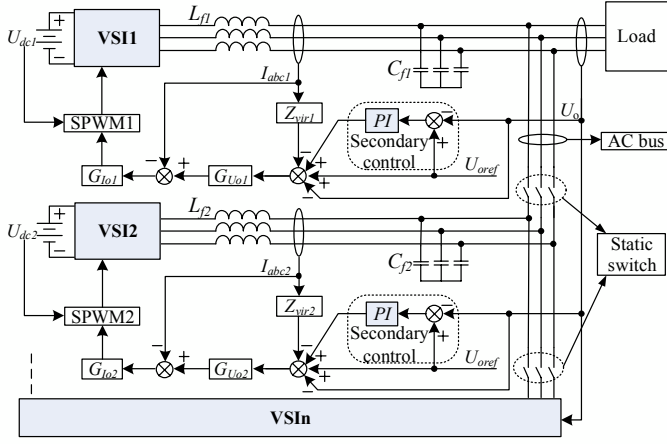 L_f1
Load
U_dc1
VSI1
C_f1
I_abc1
Z_vir1
U_o
SPWM1
PI
Secondary control
AC bus
G_Io1
G_Uo1
U_oref
L_f2
U_dc2
VSI2
C_f2
Static switch
I_abc2
Z_vir2
SPWM2
PI
Secondary control
G_Io2
G_Uo2
U_oref
VSIn